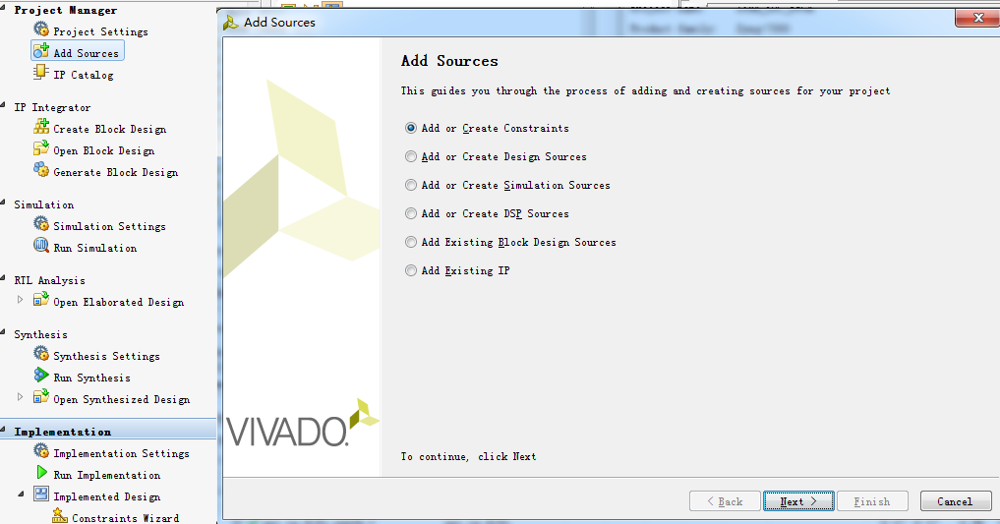 Project Manager
Project Settings
Add Sources
IP Catalog
IP Integrator
Create Block Design
Open Block Design
Generate Block Design
Simulation
Simulation Settings
Run Simulation
RTL Analysis
Open Elaborated Design
Synthesis
Synthesis Settings
Run Synthesis
Open Synthesized Design
Implementation
Implementation Settings
Run Implementation
Implemented Design
Constraints Wizard
Add Sources
Add Sources
This guides you through the process of adding and creating sources for your project
Add or Create Constraints
Add or Create Design Sources
Add or Create Simulation Sources
Add or Create DSP Sources
Add Existing Block Design Sources
Add Existing IP
VIVADO.
To continue, click Next
< Back
Next >
Finish
Cancel